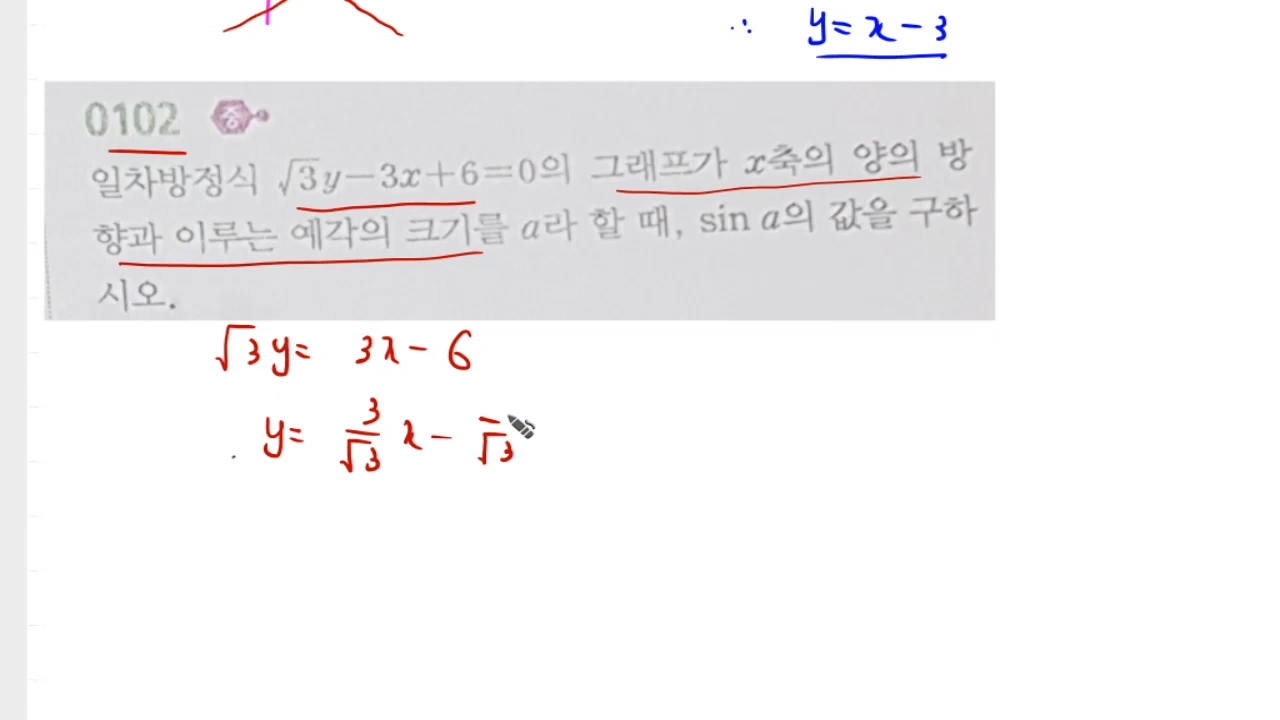 ∴ y = x - 3
0102 중
일차방정식 √3y-3x+6=0의 그래프가 x축의 양의 방
향과 이루는 예각의 크기를 a라 할 때, sin a의 값을 구하
시오.
√3 y = 3x - 6
y = 3/√3 x - /√3